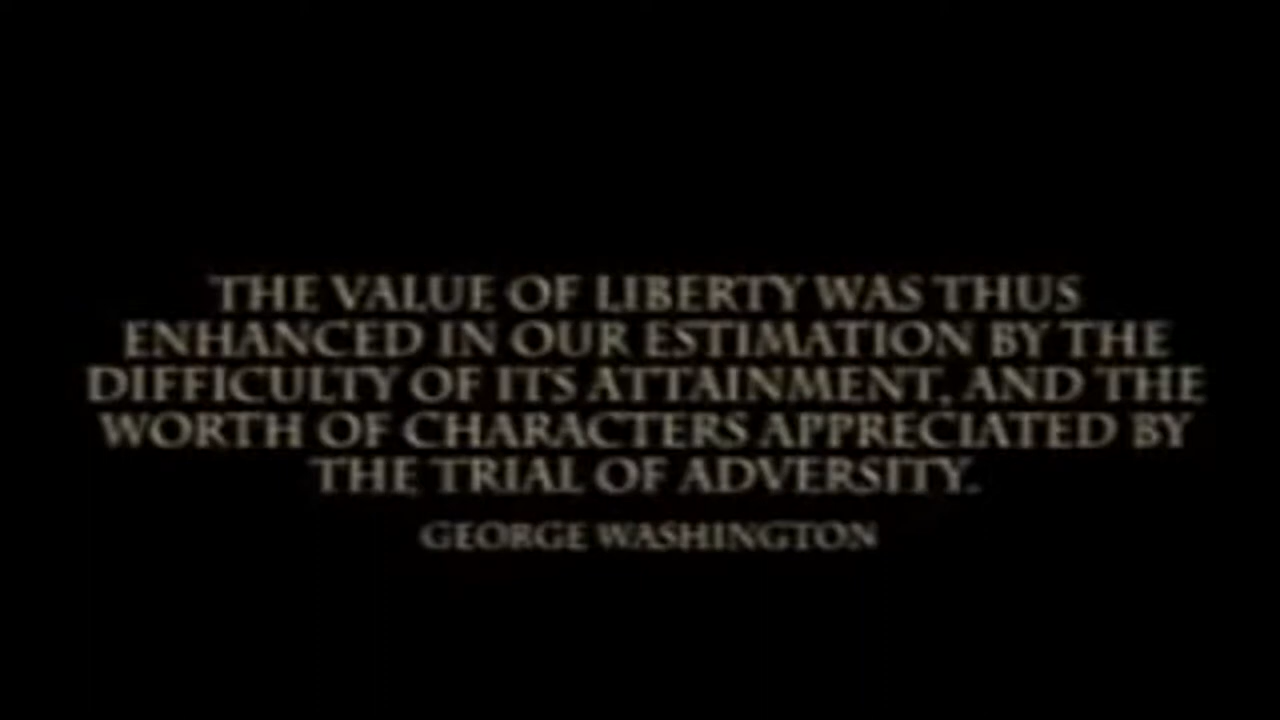 THE VALUE OF LIBERTY WAS THUS
ENHANCED IN OUR ESTIMATION BY THE
DIFFICULTY OF ITS ATTAINMENT, AND THE
WORTH OF CHARACTERS APPRECIATED BY
THE TRIAL OF ADVERSITY.
GEORGE WASHINGTON